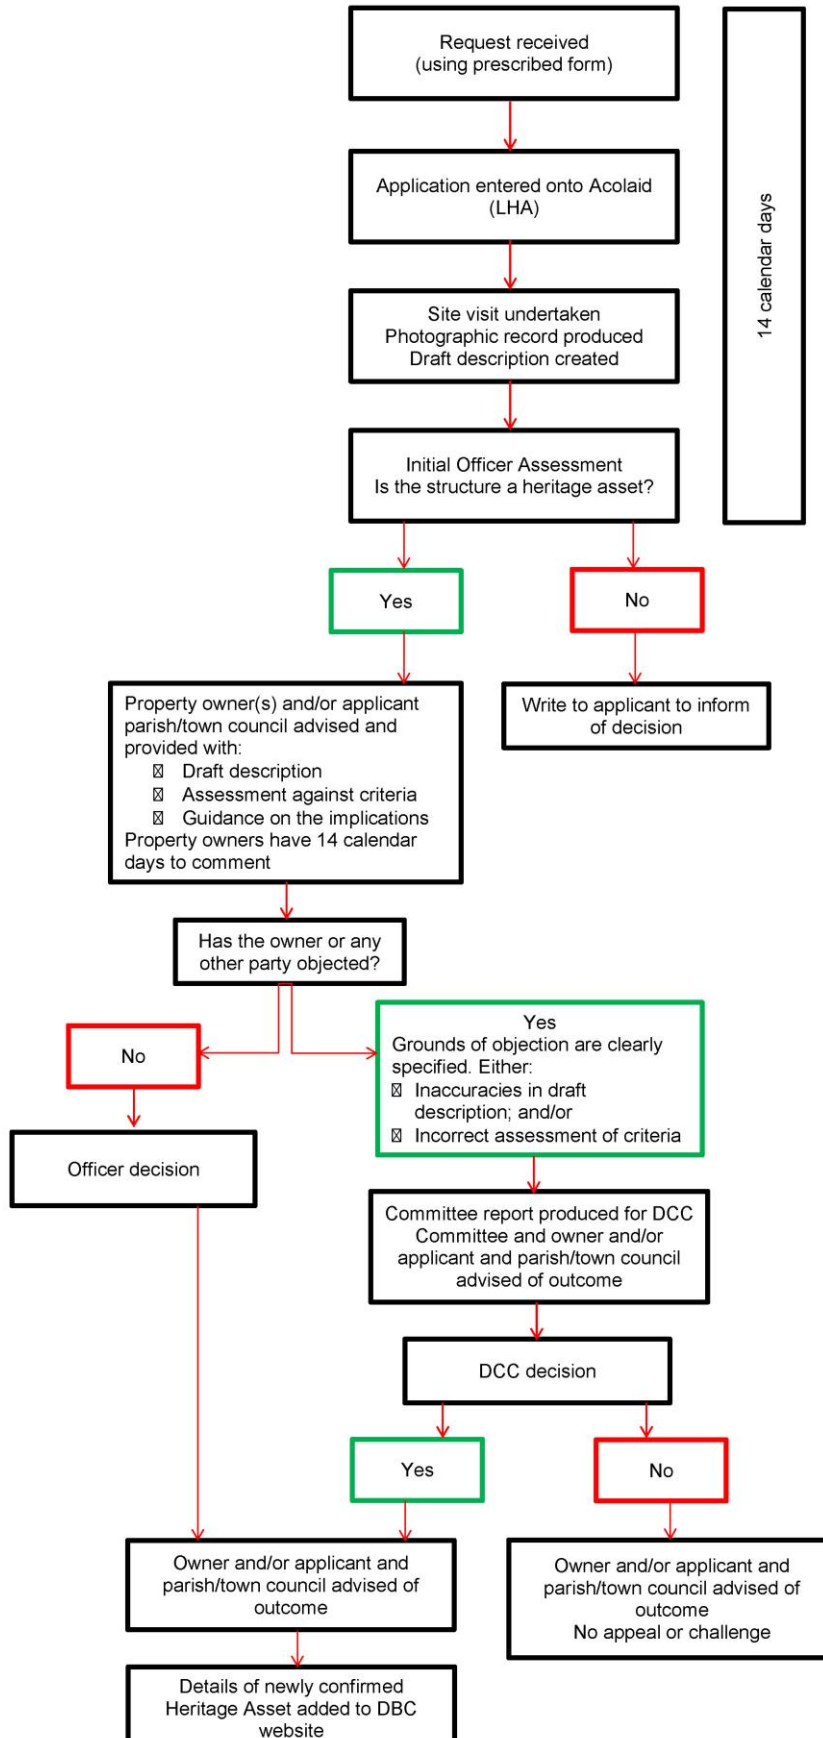 Request received
(using prescribed form)
14 calendar days
Application entered onto Acolaid
(LHA)
Site visit undertaken
Photographic record produced
Draft description created
Initial Officer Assessment
Is the structure a heritage asset?
Yes
No
Property owner(s) and/or applicant
parish/town council advised and
provided with:
Draft description
Assessment against criteria
Guidance on the implications
Property owners have 14 calendar
days to comment
Write to applicant to inform
of decision
Has the owner or any
other party objected?
No
Yes
Grounds of objection are clearly
specified. Either:
Inaccuracies in draft
description; and/or
Incorrect assessment of criteria
Officer decision
Committee report produced for DCC
Committee and owner and/or
applicant and parish/town council
advised of outcome
DCC decision
Yes
No
Owner and/or applicant and
parish/town council advised of
outcome
Owner and/or applicant and
parish/town council advised of
outcome
No appeal or challenge
Details of newly confirmed
Heritage Asset added to DBC
website